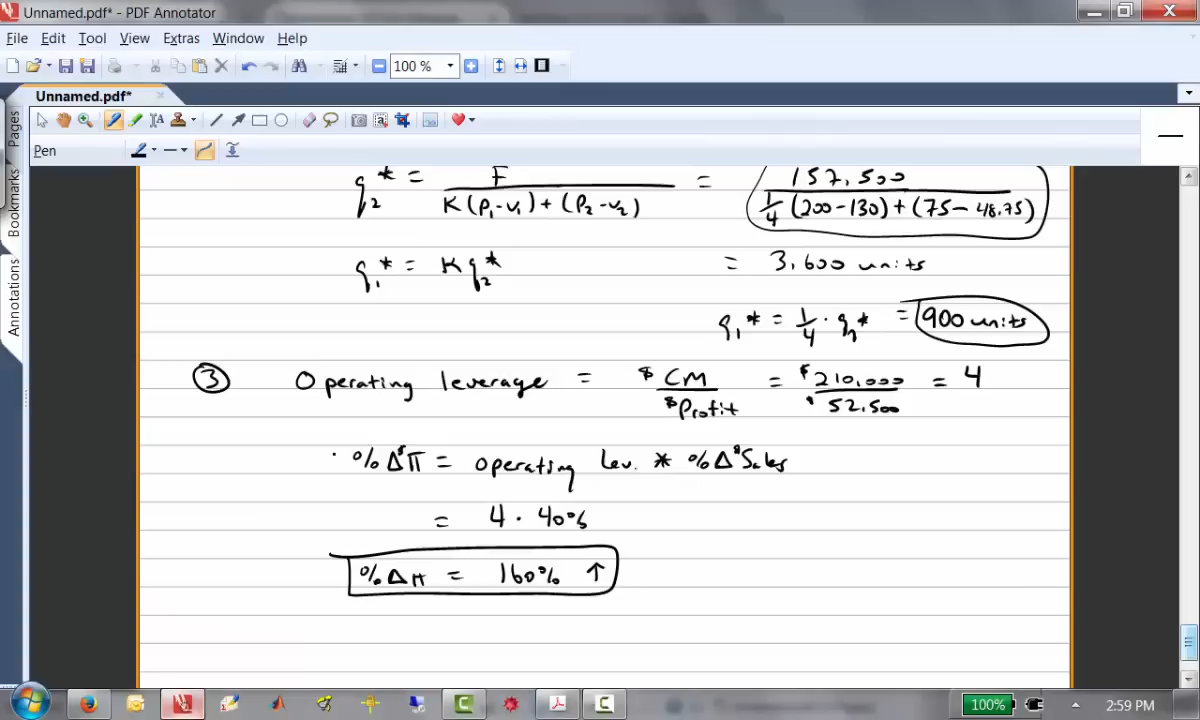 Unnamed.pdf* - PDF Annotator
File Edit Tool View Extras Window Help
100 %
Unnamed.pdf*
Pen
Pages
Bookmarks
Annotations
q₂* = F / K(P₁-v₁) + (P₂-v₂) = 157,500 / ¼(200-130) + (75-48.75)
q₁* = Kq₂* = 3,600 units
q₁* = ¼ · q₂* = 900 units
③ Operating leverage = $CM / $Profit = $210,000 / $52,500 = 4
%Δ$π = operating lev. * %Δ$Sales
= 4 · 40%
%Δπ = 160% ↑
100%
2:59 PM